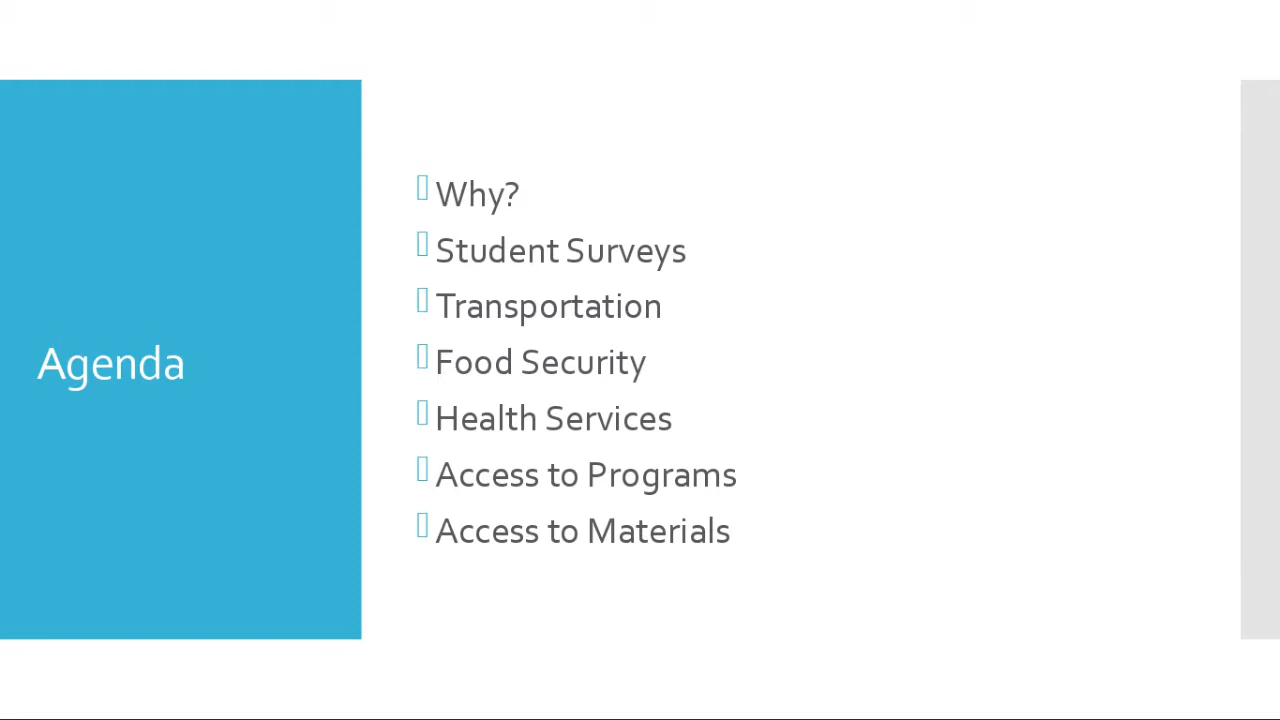 Agenda
Why?
Student Surveys
Transportation
Food Security
Health Services
Access to Programs
Access to Materials